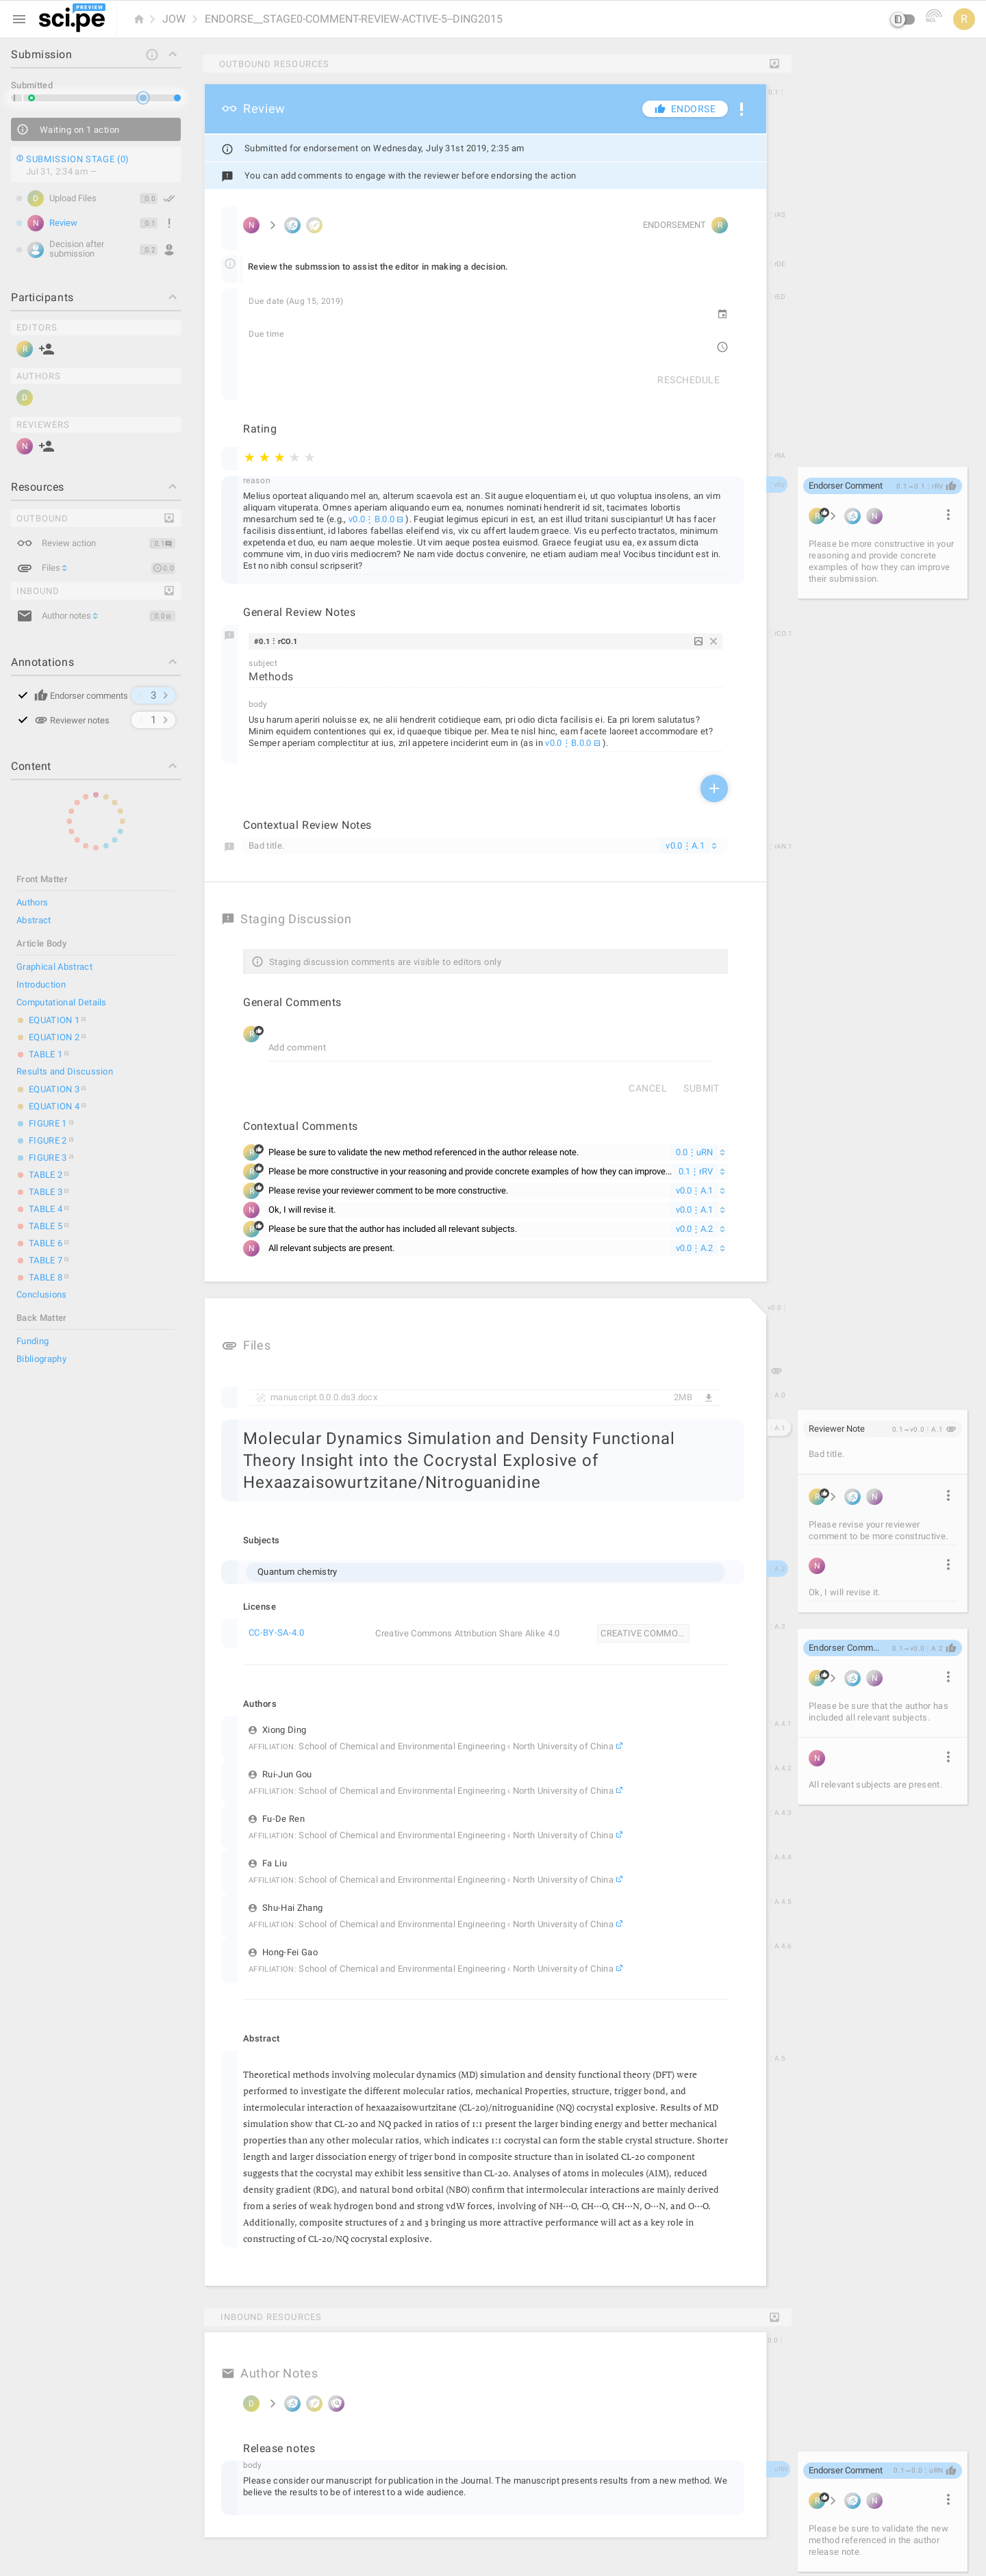 PREVIEW
sci.pe
JOW
ENDORSE__STAGE0-COMMENT-REVIEW-ACTIVE-5--DING2015
R
Submission
Submitted
Waiting on 1 action
SUBMISSION STAGE (0)
Jul 31, 2:34 am –
D Upload Files 0.0
N Review 0.1
Decision after
submission
0.2
Participants
EDITORS
R
AUTHORS
D
REVIEWERS
N
Resources
OUTBOUND
Review action 0.1
Files 0.0
INBOUND
Author notes 0.0
Annotations
Endorser comments 3
Reviewer notes 1
Content
Front Matter
Authors
Abstract
Article Body
Graphical Abstract
Introduction
Computational Details
EQUATION 1
EQUATION 2
TABLE 1
Results and Discussion
EQUATION 3
EQUATION 4
FIGURE 1
FIGURE 2
FIGURE 3
TABLE 2
TABLE 3
TABLE 4
TABLE 5
TABLE 6
TABLE 7
TABLE 8
Conclusions
Back Matter
Funding
Bibliography
OUTBOUND RESOURCES
0.1
Review
ENDORSE
Submitted for endorsement on Wednesday, July 31st 2019, 2:35 am
You can add comments to engage with the reviewer before endorsing the action
N
ENDORSEMENT R
rAS
Review the submssion to assist the editor in making a decision.
rDE
Due date (Aug 15, 2019)
rED
Due time
RESCHEDULE
Rating
rRA
reason
Melius oporteat aliquando mel an, alterum scaevola est an. Sit augue eloquentiam ei, ut quo voluptua insolens, an vim
aliquam vituperata. Omnes aperiam aliquando eum ea, nonumes nominati hendrerit id sit, tacimates lobortis
mnesarchum sed te (e.g., v0.0⋮B.0.0 ). Feugiat legimus epicuri in est, an est illud tritani suscipiantur! Ut has facer
facilisis dissentiunt, id labores fabellas eleifend vis, vix cu affert iudem graecis. Vis eu perfecto tractatos, minimum
expetenda et duo, eu nam aeque molestie. Ut vim aeque postea euismod. Graece feugiat usu ea, ex assum dicta
commune vim, in duo viris mediocrem? Ne nam vide doctus convenire, ne etiam audiam mea! Vocibus tincidunt est in.
Est no nibh consul scripserit?
rRV
Endorser Comment 0.1→0.1⋮rRV
R N
Please be more constructive in your
reasoning and provide concrete
examples of how they can improve
their submission.
General Review Notes
rCO.1
#0.1⋮rCO.1
subject
Methods
body
Usu harum aperiri noluisse ex, ne alii hendrerit cotidieque eam, pri odio dicta facilisis ei. Ea pri lorem salutatus?
Minim equidem contentiones qui ex, id quaeque tibique per. Mea te nisl hinc, eam facete laoreet accommodare et?
Semper aperiam complectitur at ius, zril appetere inciderint eum in (as in v0.0⋮B.0.0 ).
Contextual Review Notes
Bad title. v0.0⋮A.1
rAN.1
Staging Discussion
Staging discussion comments are visible to editors only
General Comments
R
Add comment
CANCEL SUBMIT
Contextual Comments
R Please be sure to validate the new method referenced in the author release note. 0.0⋮uRN
R Please be more constructive in your reasoning and provide concrete examples of how they can improve... 0.1⋮rRV
R Please revise your reviewer comment to be more constructive. v0.0⋮A.1
N Ok, I will revise it. v0.0⋮A.1
R Please be sure that the author has included all relevant subjects. v0.0⋮A.2
N All relevant subjects are present. v0.0⋮A.2
v0.0
Files
manuscript.0.0.0.ds3.docx 2MB
A.0
Molecular Dynamics Simulation and Density Functional
Theory Insight into the Cocrystal Explosive of
Hexaazaisowurtzitane/Nitroguanidine
A.1
Reviewer Note 0.1→v0.0⋮A.1
Bad title.
R N
Please revise your reviewer
comment to be more constructive.
N
Ok, I will revise it.
Subjects
Quantum chemistry
A.2
License
CC-BY-SA-4.0 Creative Commons Attribution Share Alike 4.0 CREATIVE COMMO...
A.3
Endorser Comm... 0.1→v0.0⋮A.2
R N
Please be sure that the author has
included all relevant subjects.
N
All relevant subjects are present.
Authors
Xiong Ding
A.4.1
AFFILIATION: School of Chemical and Environmental Engineering › North University of China
Rui-Jun Gou
A.4.2
AFFILIATION: School of Chemical and Environmental Engineering › North University of China
Fu-De Ren
A.4.3
AFFILIATION: School of Chemical and Environmental Engineering › North University of China
Fa Liu
A.4.4
AFFILIATION: School of Chemical and Environmental Engineering › North University of China
Shu-Hai Zhang
A.4.5
AFFILIATION: School of Chemical and Environmental Engineering › North University of China
Hong-Fei Gao
A.4.6
AFFILIATION: School of Chemical and Environmental Engineering › North University of China
Abstract
A.5
Theoretical methods involving molecular dynamics (MD) simulation and density functional theory (DFT) were
performed to investigate the different molecular ratios, mechanical Properties, structure, trigger bond, and
intermolecular interaction of hexaazaisowurtzitane (CL-20)/nitroguanidine (NQ) cocrystal explosive. Results of MD
simulation show that CL-20 and NQ packed in ratios of 1:1 present the larger binding energy and better mechanical
properties than any other molecular ratios, which indicates 1:1 cocrystal can form the stable crystal structure. Shorter
length and larger dissociation energy of triger bond in composite structure than in isolated CL-20 component
suggests that the cocrystal may exhibit less sensitive than CL-20. Analyses of atoms in molecules (AIM), reduced
density gradient (RDG), and natural bond orbital (NBO) confirm that intermolecular interactions are mainly derived
from a series of weak hydrogen bond and strong vdW forces, involving of NH···O, CH···O, CH···N, O···N, and O···O.
Additionally, composite structures of 2 and 3 bringing us more attractive performance will act as a key role in
constructing of CL-20/NQ cocrystal explosive.
INBOUND RESOURCES
0.0
Author Notes
D
Release notes
body
Please consider our manuscript for publication in the Journal. The manuscript presents results from a new method. We
believe the results to be of interest to a wide audience.
uRN
Endorser Comment 0.1→0.0⋮uRN
R N
Please be sure to validate the new
method referenced in the author
release note.